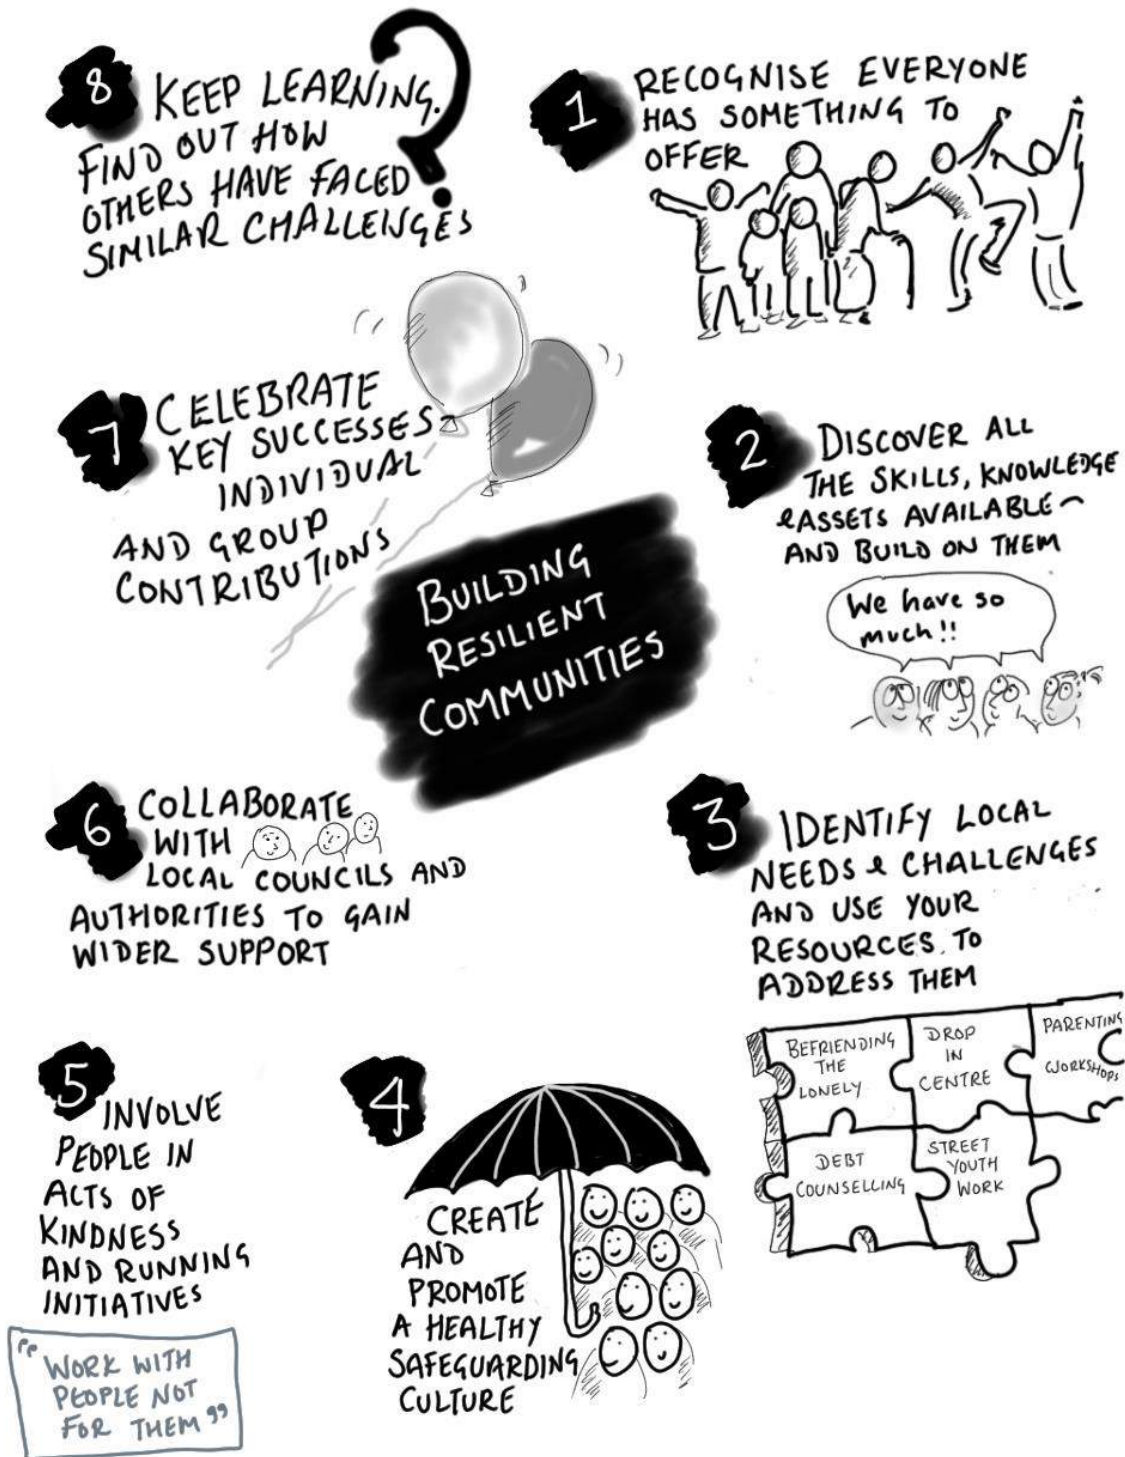 BUILDING
RESILIENT
COMMUNITIES
1
RECOGNISE EVERYONE
HAS SOMETHING TO
OFFER
2
DISCOVER ALL
THE SKILLS, KNOWLEDGE
& ASSETS AVAILABLE -
AND BUILD ON THEM
We have so
much!!
3
IDENTIFY LOCAL
NEEDS & CHALLENGES
AND USE YOUR
RESOURCES TO
ADDRESS THEM
BEFRIENDING
THE
LONELY
DROP
IN
CENTRE
PARENTING
WORKSHOPS
DEBT
COUNSELLING
STREET
YOUTH
WORK
4
CREATE
AND
PROMOTE
A HEALTHY
SAFEGUARDING
CULTURE
5
INVOLVE
PEOPLE IN
ACTS OF
KINDNESS
AND RUNNING
INITIATIVES
"WORK WITH
PEOPLE NOT
FOR THEM"
6
COLLABORATE
WITH
LOCAL COUNCILS AND
AUTHORITIES TO GAIN
WIDER SUPPORT
7
CELEBRATE
KEY SUCCESSES
INDIVIDUAL
AND GROUP
CONTRIBUTIONS
8
KEEP LEARNING.
FIND OUT HOW
OTHERS HAVE FACED
SIMILAR CHALLENGES
?